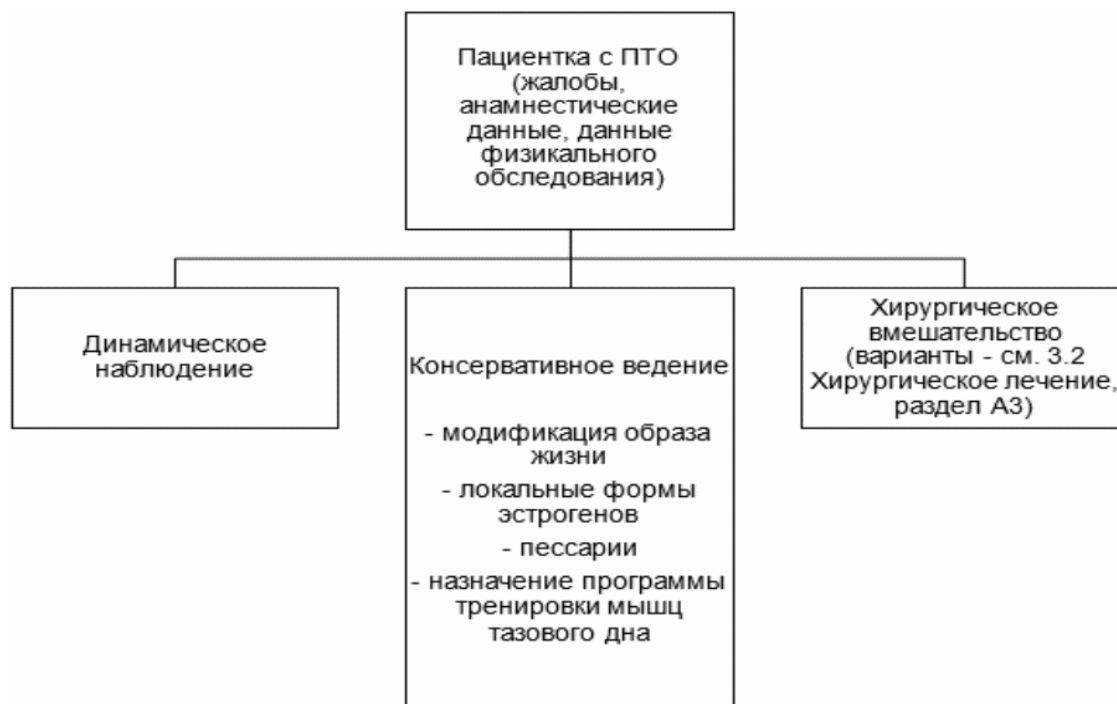 Пациентка с ПТО
(жалобы,
анамнестические
данные, данные
физикального
обследования)
Динамическое
наблюдение
Консервативное ведение
- модификация образа
жизни
- локальные формы
эстрогенов
- пессарии
- назначение программы
тренировки мышц
тазового дна
Хирургическое
вмешательство
(варианты - см. 3.2
Хирургическое лечение,
раздел А3)